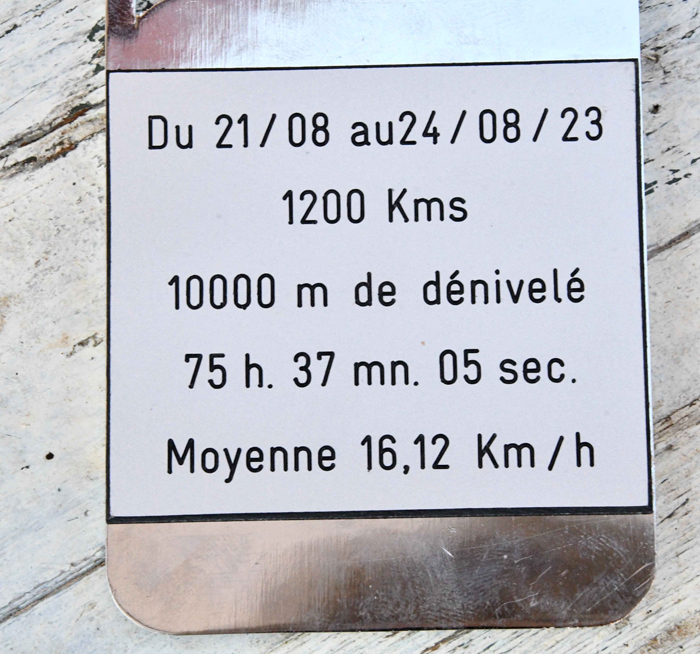 Du 21/08 au24/08/23
1200 Kms
10000 m de dénivelé
75 h. 37 mn. 05 sec.
Moyenne 16,12 Km/h